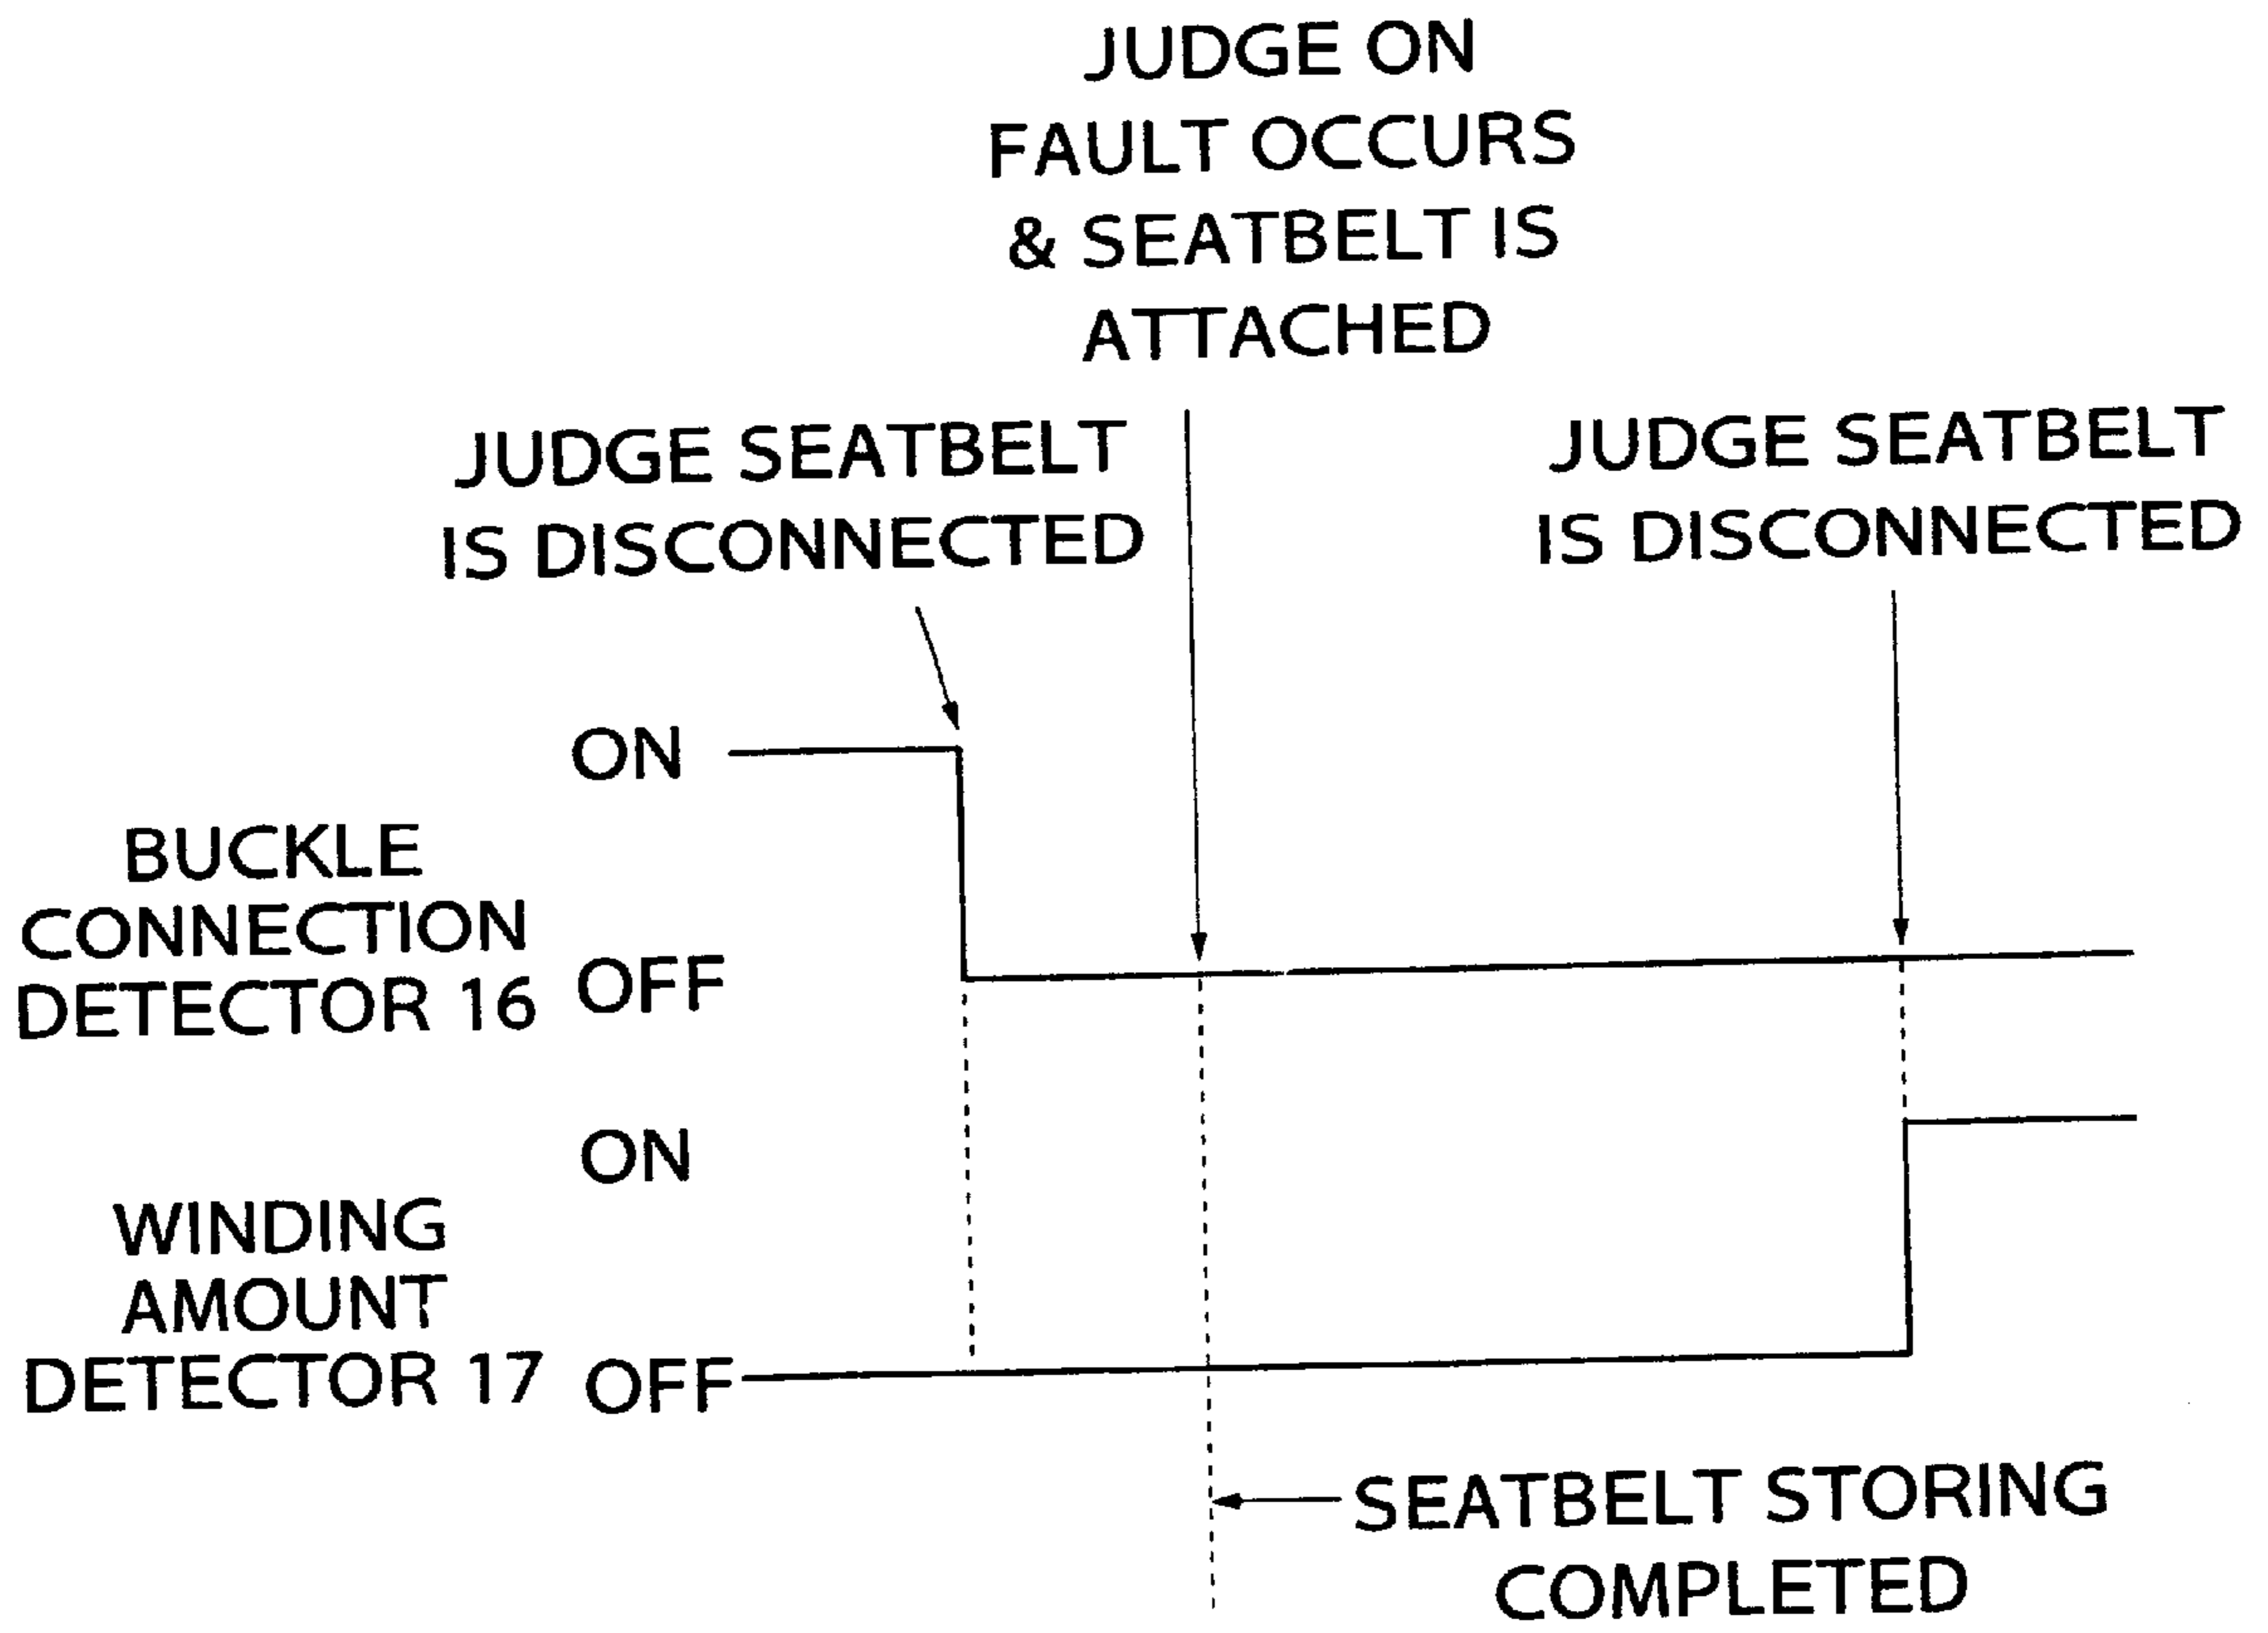 JUDGE ON
FAULT OCCURS
& SEATBELT IS
ATTACHED
JUDGE SEATBELT
IS DISCONNECTED
JUDGE SEATBELT
IS DISCONNECTED
ON
BUCKLE
CONNECTION
DETECTOR 16
OFF
ON
WINDING
AMOUNT
DETECTOR 17
OFF
SEATBELT STORING
COMPLETED